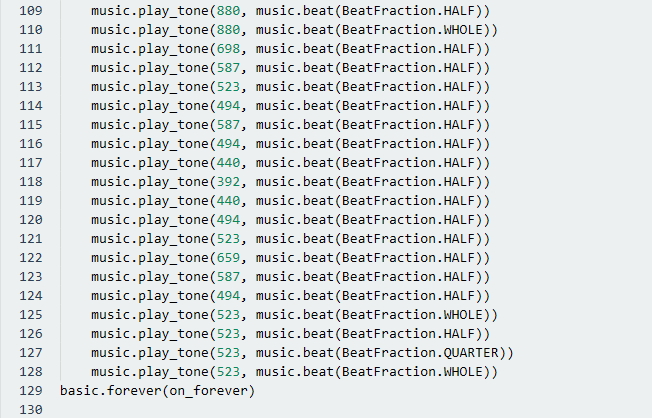 109 music.play_tone(880, music.beat(BeatFraction.HALF))
110 music.play_tone(880, music.beat(BeatFraction.WHOLE))
111 music.play_tone(698, music.beat(BeatFraction.HALF))
112 music.play_tone(587, music.beat(BeatFraction.HALF))
113 music.play_tone(523, music.beat(BeatFraction.HALF))
114 music.play_tone(494, music.beat(BeatFraction.HALF))
115 music.play_tone(587, music.beat(BeatFraction.HALF))
116 music.play_tone(494, music.beat(BeatFraction.HALF))
117 music.play_tone(440, music.beat(BeatFraction.HALF))
118 music.play_tone(392, music.beat(BeatFraction.HALF))
119 music.play_tone(440, music.beat(BeatFraction.HALF))
120 music.play_tone(494, music.beat(BeatFraction.HALF))
121 music.play_tone(523, music.beat(BeatFraction.HALF))
122 music.play_tone(659, music.beat(BeatFraction.HALF))
123 music.play_tone(587, music.beat(BeatFraction.HALF))
124 music.play_tone(494, music.beat(BeatFraction.HALF))
125 music.play_tone(523, music.beat(BeatFraction.WHOLE))
126 music.play_tone(523, music.beat(BeatFraction.HALF))
127 music.play_tone(523, music.beat(BeatFraction.QUARTER))
128 music.play_tone(523, music.beat(BeatFraction.WHOLE))
129 basic.forever(on_forever)
130